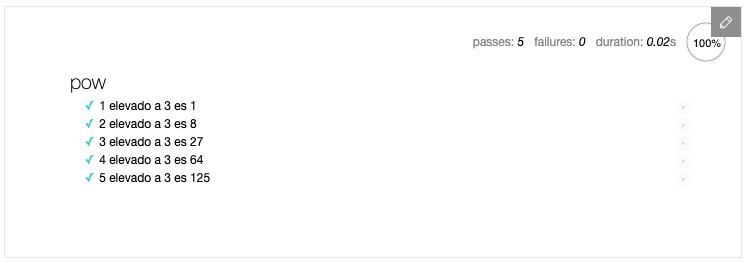 passes: 5 failures: 0 duration: 0.02s 100%
pow
✓ 1 elevado a 3 es 1
✓ 2 elevado a 3 es 8
✓ 3 elevado a 3 es 27
✓ 4 elevado a 3 es 64
✓ 5 elevado a 3 es 125